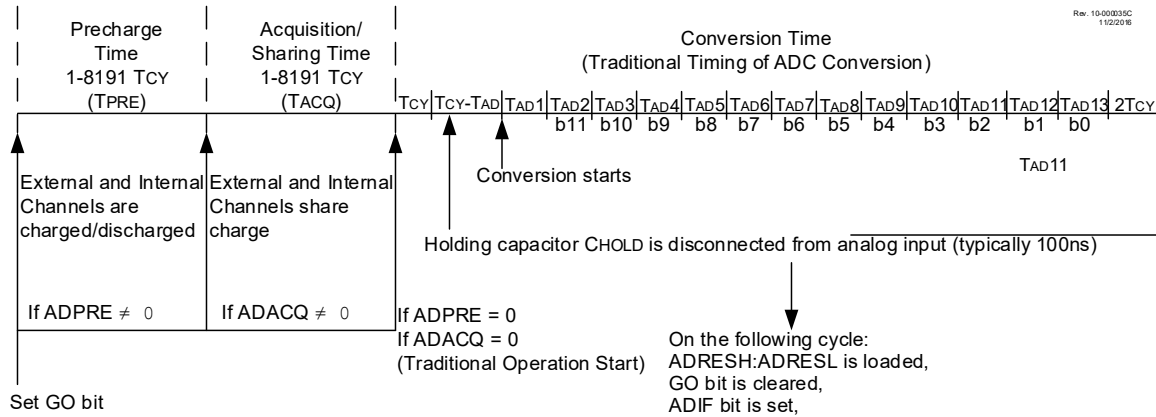 Rev. 10-000035C
11/2/2016
Precharge
Time
1-8191 TCY
(TPRE)
Acquisition/
Sharing Time
1-8191 TCY
(TACQ)
Conversion Time
(Traditional Timing of ADC Conversion)
TCY TCY-TAD TAD1 TAD2 TAD3 TAD4 TAD5 TAD6 TAD7 TAD8 TAD9 TAD10 TAD11 TAD12 TAD13 2TCY
b11 b10 b9 b8 b7 b6 b5 b4 b3 b2 b1 b0
TAD11
Conversion starts
External and Internal
Channels are
charged/discharged
External and Internal
Channels share
charge
Holding capacitor CHOLD is disconnected from analog input (typically 100ns)
If ADPRE ≠ 0
If ADACQ ≠ 0
If ADPRE = 0
If ADACQ = 0
(Traditional Operation Start)
On the following cycle:
ADRESH:ADRESL is loaded,
GO bit is cleared,
ADIF bit is set,
Set GO bit